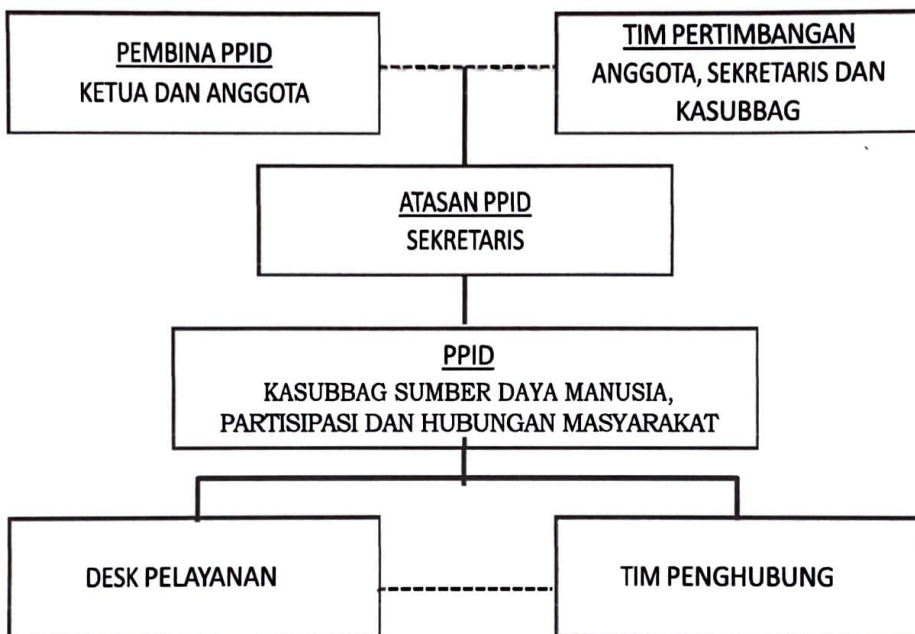 PEMBINA PPID
KETUA DAN ANGGOTA
TIM PERTIMBANGAN
ANGGOTA, SEKRETARIS DAN
KASUBBAG
ATASAN PPID
SEKRETARIS
PPID
KASUBBAG SUMBER DAYA MANUSIA,
PARTISIPASI DAN HUBUNGAN MASYARAKAT
DESK PELAYANAN
TIM PENGHUBUNG